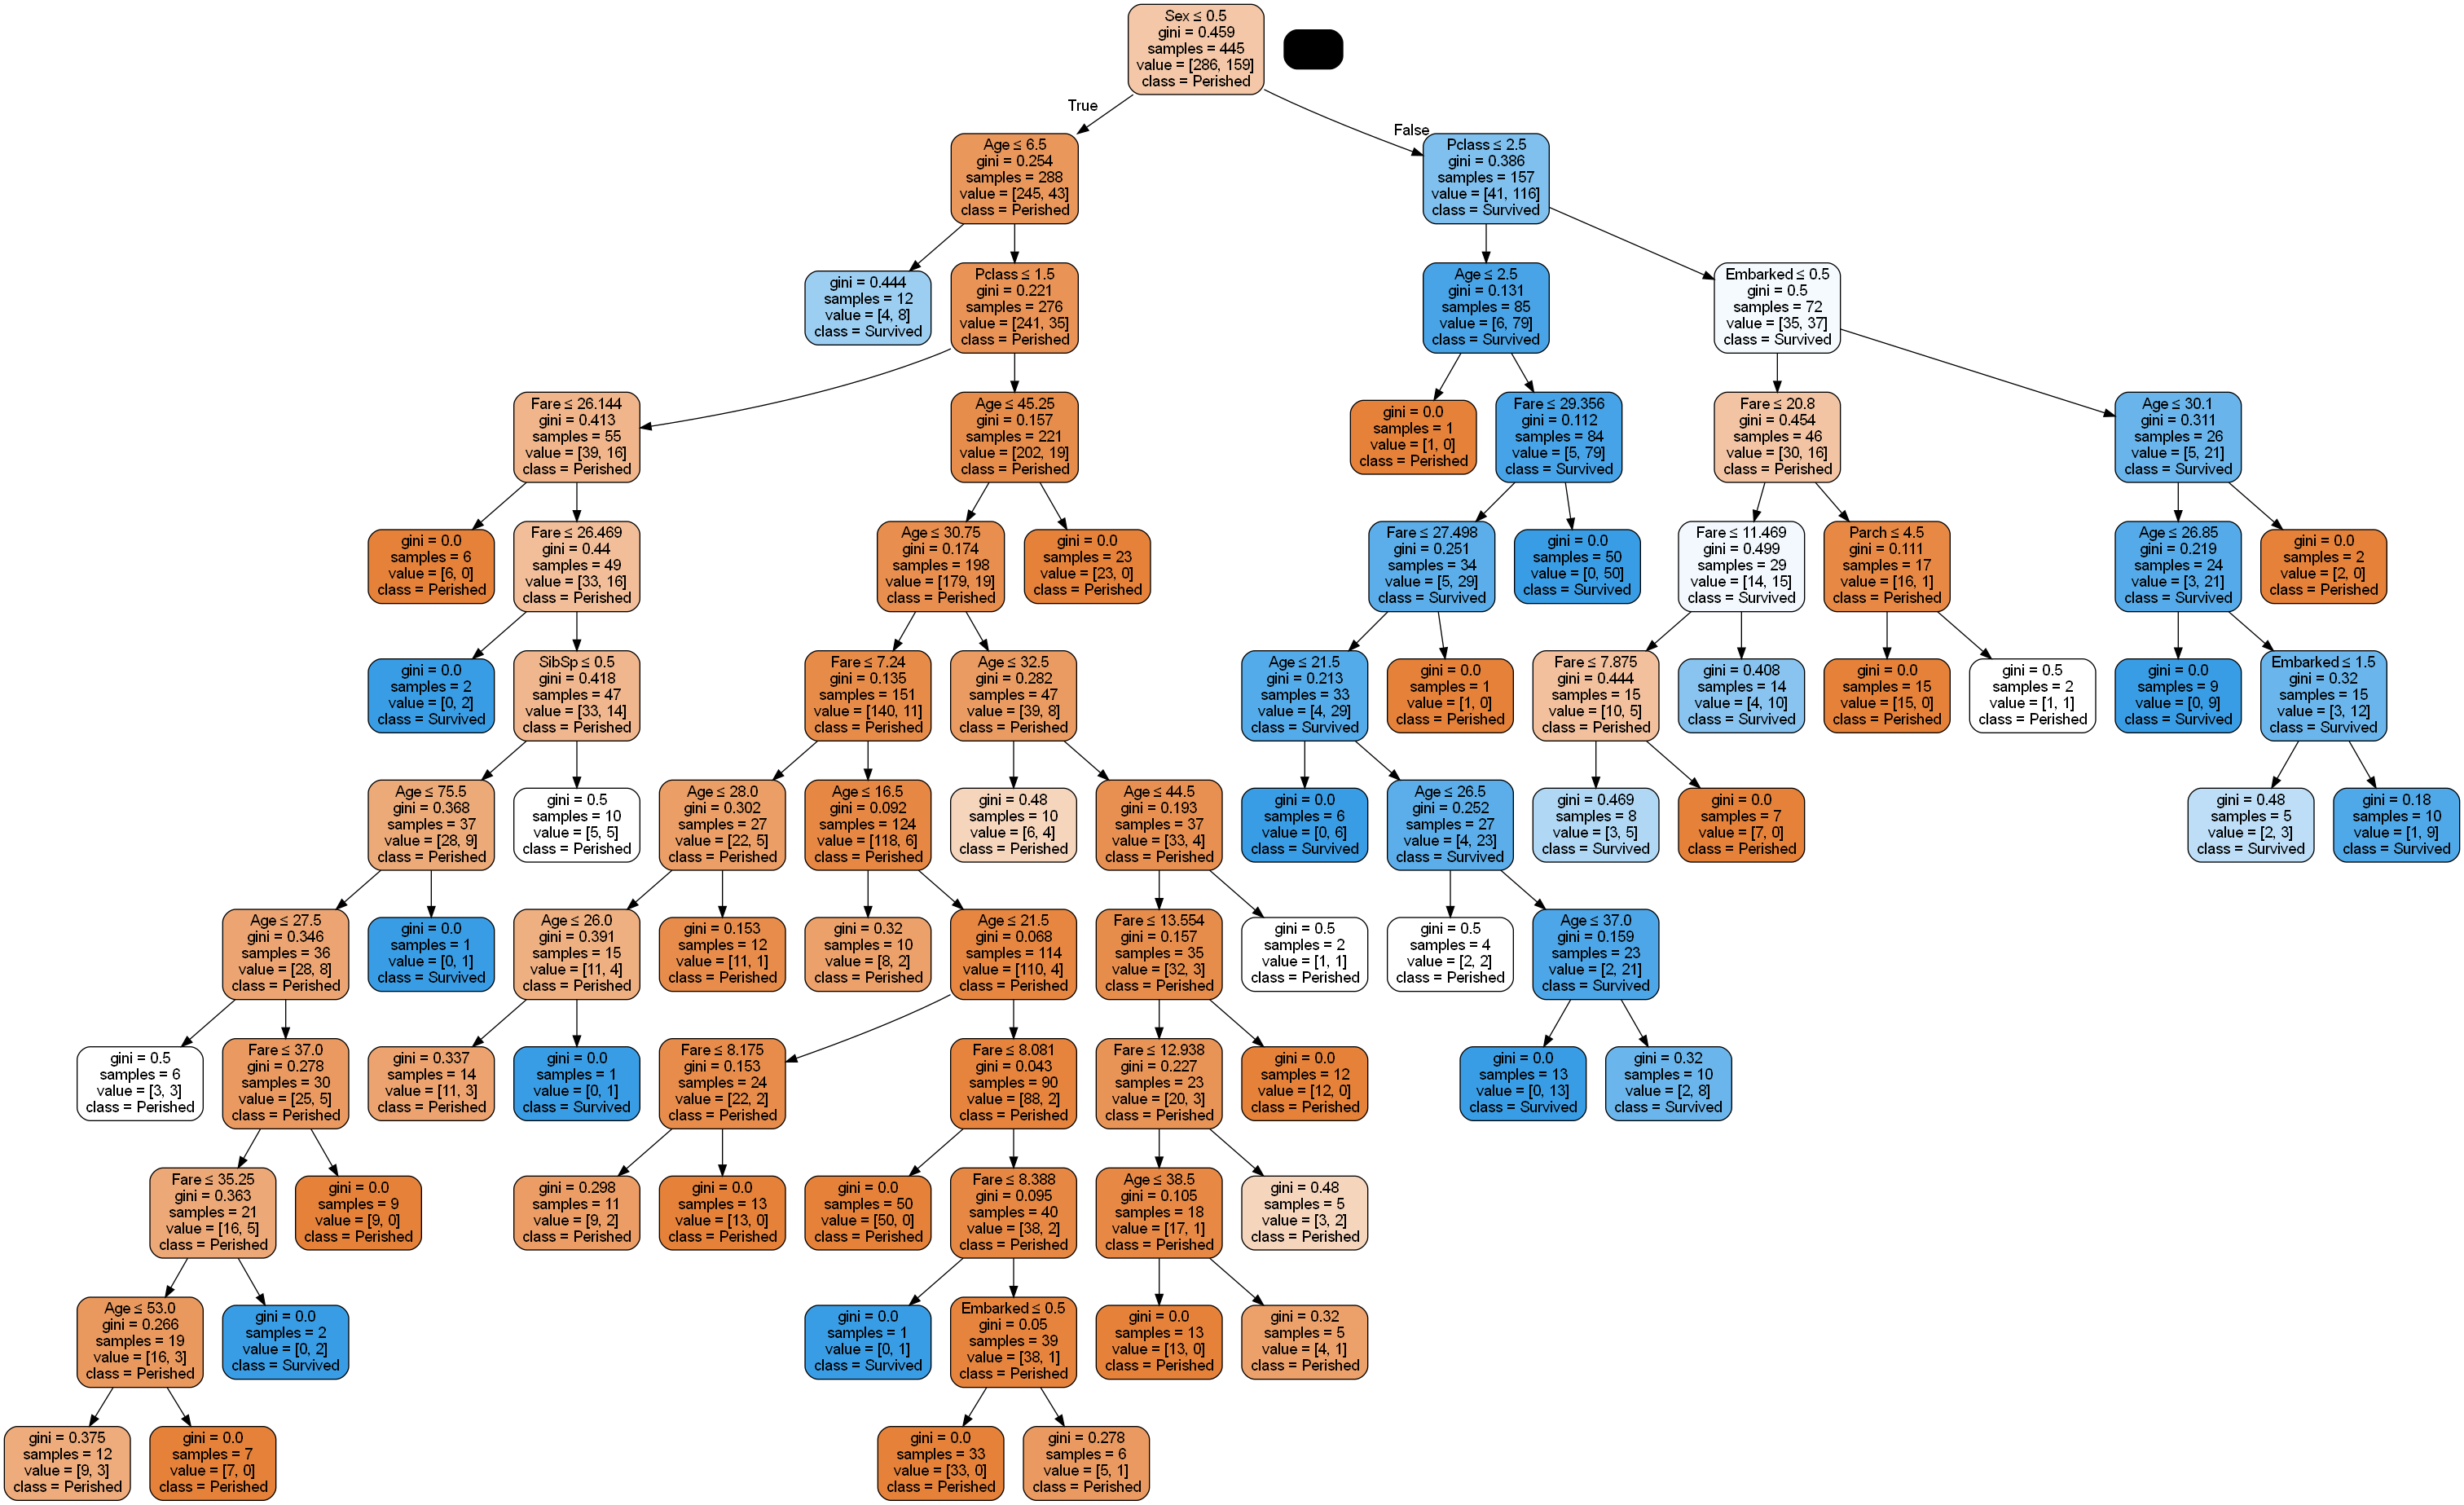 Sex ≤ 0.5
gini = 0.459
samples = 445
value = [286, 159]
class = Perished
True
False
Age ≤ 6.5
gini = 0.254
samples = 288
value = [245, 43]
class = Perished
Pclass ≤ 2.5
gini = 0.386
samples = 157
value = [41, 116]
class = Survived
gini = 0.444
samples = 12
value = [4, 8]
class = Survived
Pclass ≤ 1.5
gini = 0.221
samples = 276
value = [241, 35]
class = Perished
Age ≤ 2.5
gini = 0.131
samples = 85
value = [6, 79]
class = Survived
Embarked ≤ 0.5
gini = 0.5
samples = 72
value = [35, 37]
class = Survived
Fare ≤ 26.144
gini = 0.413
samples = 55
value = [39, 16]
class = Perished
Age ≤ 45.25
gini = 0.157
samples = 221
value = [202, 19]
class = Perished
gini = 0.0
samples = 1
value = [1, 0]
class = Perished
Fare ≤ 29.356
gini = 0.112
samples = 84
value = [5, 79]
class = Survived
Fare ≤ 20.8
gini = 0.454
samples = 46
value = [30, 16]
class = Perished
Age ≤ 30.1
gini = 0.311
samples = 26
value = [5, 21]
class = Survived
gini = 0.0
samples = 6
value = [6, 0]
class = Perished
Fare ≤ 26.469
gini = 0.44
samples = 49
value = [33, 16]
class = Perished
Age ≤ 30.75
gini = 0.174
samples = 198
value = [179, 19]
class = Perished
gini = 0.0
samples = 23
value = [23, 0]
class = Perished
Fare ≤ 27.498
gini = 0.251
samples = 34
value = [5, 29]
class = Survived
gini = 0.0
samples = 50
value = [0, 50]
class = Survived
Fare ≤ 11.469
gini = 0.499
samples = 29
value = [14, 15]
class = Survived
Parch ≤ 4.5
gini = 0.111
samples = 17
value = [16, 1]
class = Perished
Age ≤ 26.85
gini = 0.219
samples = 24
value = [3, 21]
class = Survived
gini = 0.0
samples = 2
value = [2, 0]
class = Perished
gini = 0.0
samples = 2
value = [0, 2]
class = Survived
SibSp ≤ 0.5
gini = 0.418
samples = 47
value = [33, 14]
class = Perished
Fare ≤ 7.24
gini = 0.135
samples = 151
value = [140, 11]
class = Perished
Age ≤ 32.5
gini = 0.282
samples = 47
value = [39, 8]
class = Perished
Age ≤ 21.5
gini = 0.213
samples = 33
value = [4, 29]
class = Survived
gini = 0.0
samples = 1
value = [1, 0]
class = Perished
Fare ≤ 7.875
gini = 0.444
samples = 15
value = [10, 5]
class = Perished
gini = 0.408
samples = 14
value = [4, 10]
class = Survived
gini = 0.0
samples = 15
value = [15, 0]
class = Perished
gini = 0.5
samples = 2
value = [1, 1]
class = Perished
gini = 0.0
samples = 9
value = [0, 9]
class = Survived
Embarked ≤ 1.5
gini = 0.32
samples = 15
value = [3, 12]
class = Survived
Age ≤ 75.5
gini = 0.368
samples = 37
value = [28, 9]
class = Perished
gini = 0.5
samples = 10
value = [5, 5]
class = Perished
Age ≤ 28.0
gini = 0.302
samples = 27
value = [22, 5]
class = Perished
Age ≤ 16.5
gini = 0.092
samples = 124
value = [118, 6]
class = Perished
gini = 0.48
samples = 10
value = [6, 4]
class = Perished
Age ≤ 44.5
gini = 0.193
samples = 37
value = [33, 4]
class = Perished
gini = 0.0
samples = 6
value = [0, 6]
class = Survived
Age ≤ 26.5
gini = 0.252
samples = 27
value = [4, 23]
class = Survived
gini = 0.469
samples = 8
value = [3, 5]
class = Survived
gini = 0.0
samples = 7
value = [7, 0]
class = Perished
gini = 0.48
samples = 5
value = [2, 3]
class = Survived
gini = 0.18
samples = 10
value = [1, 9]
class = Survived
Age ≤ 27.5
gini = 0.346
samples = 36
value = [28, 8]
class = Perished
gini = 0.0
samples = 1
value = [0, 1]
class = Survived
Age ≤ 26.0
gini = 0.391
samples = 15
value = [11, 4]
class = Perished
gini = 0.153
samples = 12
value = [11, 1]
class = Perished
gini = 0.32
samples = 10
value = [8, 2]
class = Perished
Age ≤ 21.5
gini = 0.068
samples = 114
value = [110, 4]
class = Perished
Fare ≤ 13.554
gini = 0.157
samples = 35
value = [32, 3]
class = Perished
gini = 0.5
samples = 2
value = [1, 1]
class = Perished
gini = 0.5
samples = 4
value = [2, 2]
class = Perished
Age ≤ 37.0
gini = 0.159
samples = 23
value = [2, 21]
class = Survived
gini = 0.5
samples = 6
value = [3, 3]
class = Perished
Fare ≤ 37.0
gini = 0.278
samples = 30
value = [25, 5]
class = Perished
gini = 0.337
samples = 14
value = [11, 3]
class = Perished
gini = 0.0
samples = 1
value = [0, 1]
class = Survived
Fare ≤ 8.175
gini = 0.153
samples = 24
value = [22, 2]
class = Perished
Fare ≤ 8.081
gini = 0.043
samples = 90
value = [88, 2]
class = Perished
Fare ≤ 12.938
gini = 0.227
samples = 23
value = [20, 3]
class = Perished
gini = 0.0
samples = 12
value = [12, 0]
class = Perished
gini = 0.0
samples = 13
value = [0, 13]
class = Survived
gini = 0.32
samples = 10
value = [2, 8]
class = Survived
Fare ≤ 35.25
gini = 0.363
samples = 21
value = [16, 5]
class = Perished
gini = 0.0
samples = 9
value = [9, 0]
class = Perished
gini = 0.298
samples = 11
value = [9, 2]
class = Perished
gini = 0.0
samples = 13
value = [13, 0]
class = Perished
gini = 0.0
samples = 50
value = [50, 0]
class = Perished
Fare ≤ 8.388
gini = 0.095
samples = 40
value = [38, 2]
class = Perished
Age ≤ 38.5
gini = 0.105
samples = 18
value = [17, 1]
class = Perished
gini = 0.48
samples = 5
value = [3, 2]
class = Perished
Age ≤ 53.0
gini = 0.266
samples = 19
value = [16, 3]
class = Perished
gini = 0.0
samples = 2
value = [0, 2]
class = Survived
gini = 0.0
samples = 1
value = [0, 1]
class = Survived
Embarked ≤ 0.5
gini = 0.05
samples = 39
value = [38, 1]
class = Perished
gini = 0.0
samples = 13
value = [13, 0]
class = Perished
gini = 0.32
samples = 5
value = [4, 1]
class = Perished
gini = 0.375
samples = 12
value = [9, 3]
class = Perished
gini = 0.0
samples = 7
value = [7, 0]
class = Perished
gini = 0.0
samples = 33
value = [33, 0]
class = Perished
gini = 0.278
samples = 6
value = [5, 1]
class = Perished